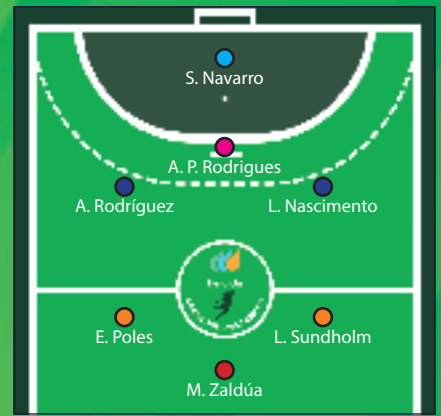 S. Navarro
A. P. Rodrigues
A. Rodríguez
L. Nascimento
E. Poles
L. Sundholm
M. Zaldúa